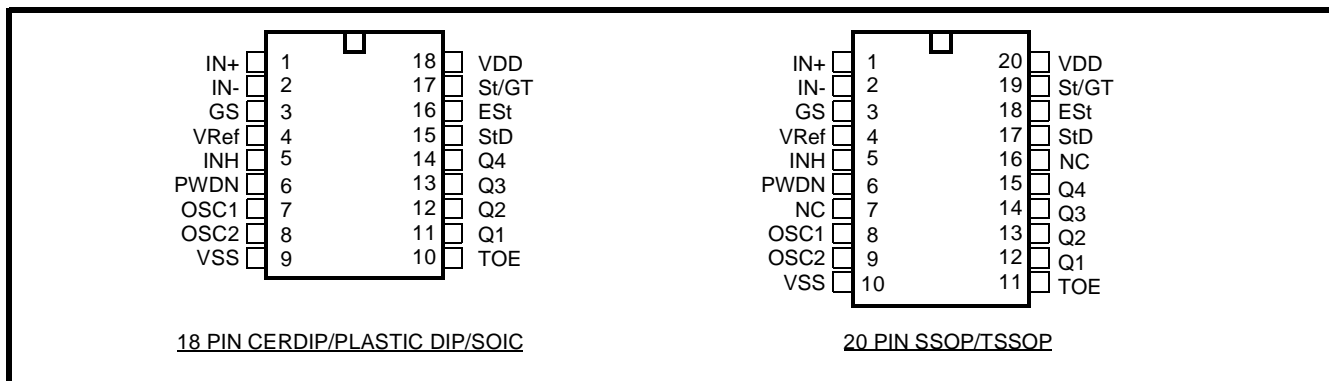 IN+ 1 18 VDD
IN- 2 17 St/GT
GS 3 16 ESt
VRef 4 15 StD
INH 5 14 Q4
PWDN 6 13 Q3
OSC1 7 12 Q2
OSC2 8 11 Q1
VSS 9 10 TOE
18 PIN CERDIP/PLASTIC DIP/SOIC
IN+ 1 20 VDD
IN- 2 19 St/GT
GS 3 18 ESt
VRef 4 17 StD
INH 5 16 NC
PWDN 6 15 Q4
NC 7 14 Q3
OSC1 8 13 Q2
OSC2 9 12 Q1
VSS 10 11 TOE
20 PIN SSOP/TSSOP